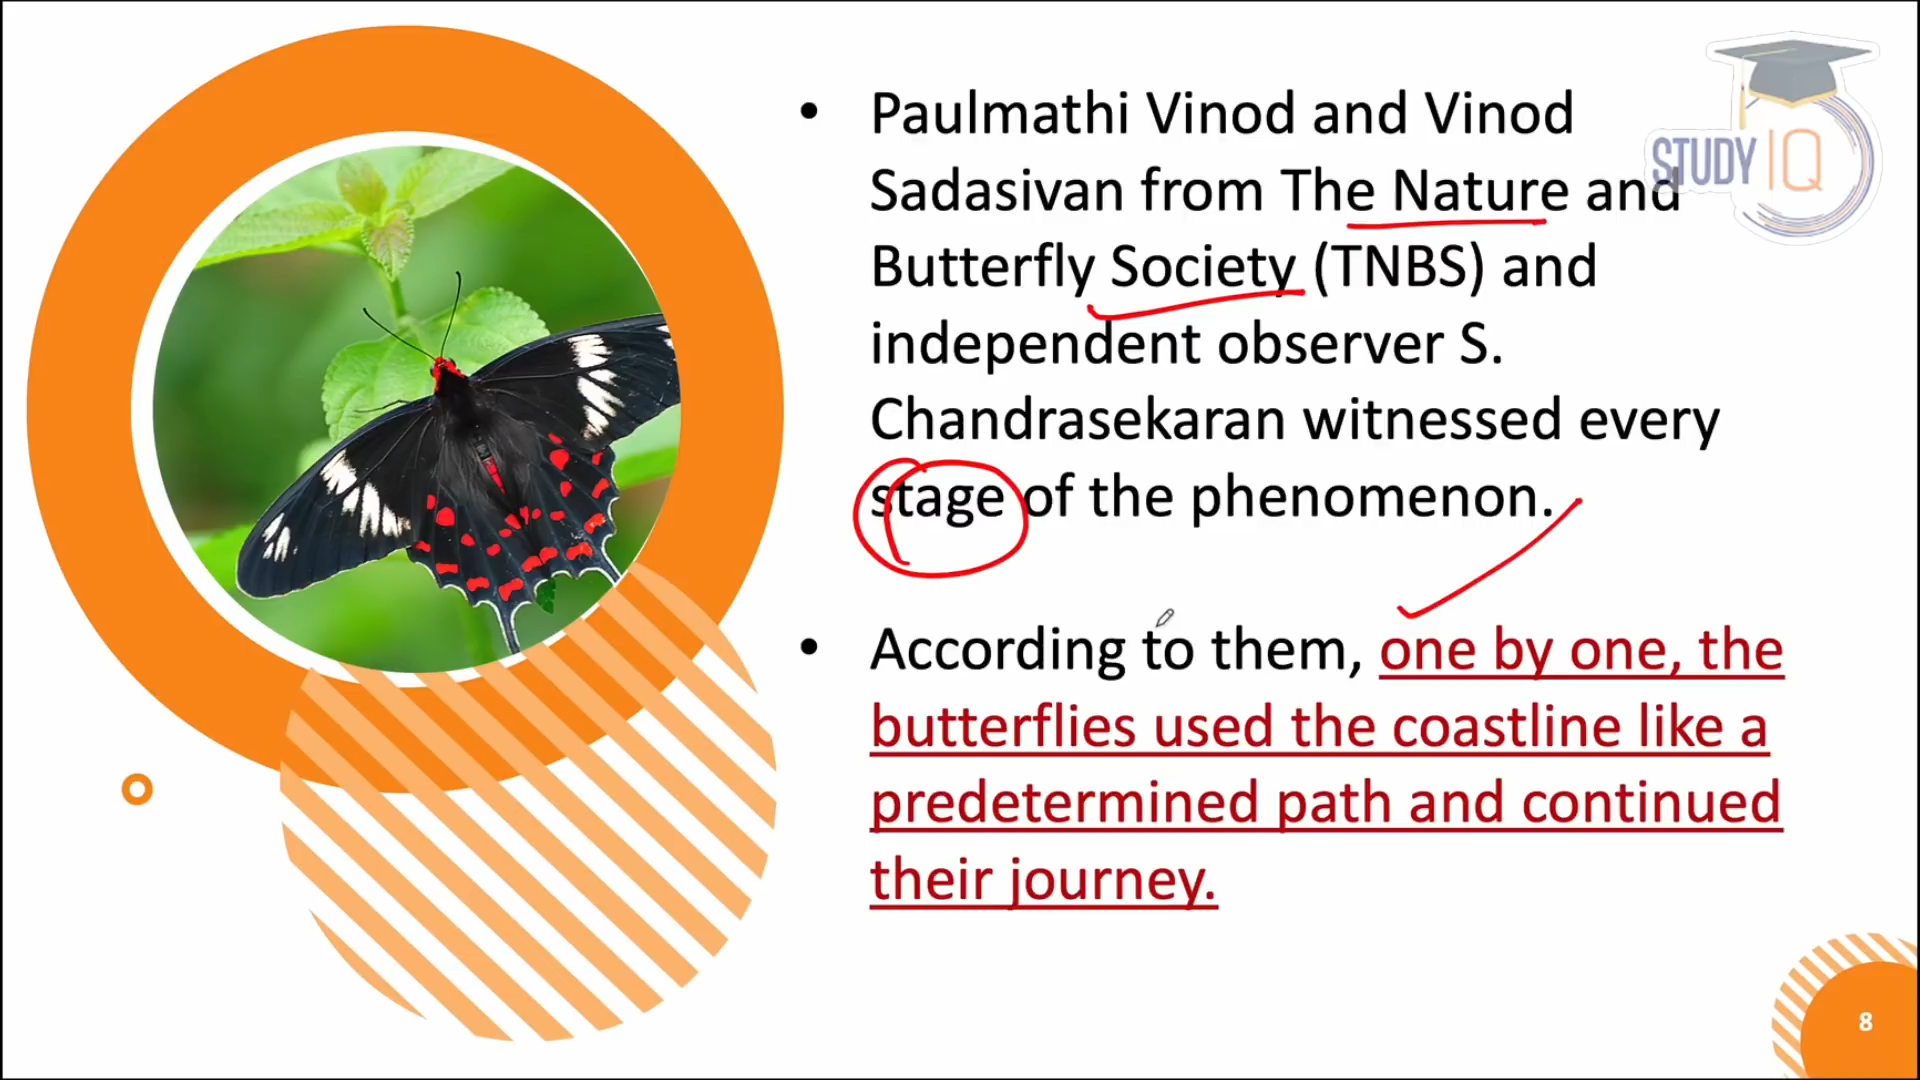 STUDY IQ
• Paulmathi Vinod and Vinod
Sadasivan from The Nature and
Butterfly Society (TNBS) and
independent observer S.
Chandrasekaran witnessed every
stage of the phenomenon.
• According to them, one by one, the
butterflies used the coastline like a
predetermined path and continued
their journey.
8